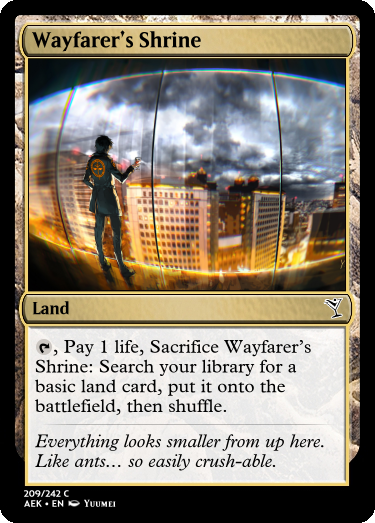 Wayfarer's Shrine
Land
, Pay 1 life, Sacrifice Wayfarer's
Shrine: Search your library for a
basic land card, put it onto the
battlefield, then shuffle.
Everything looks smaller from up here.
Like ants… so easily crush-able.
209/242 C
AEK • EN Yuumei